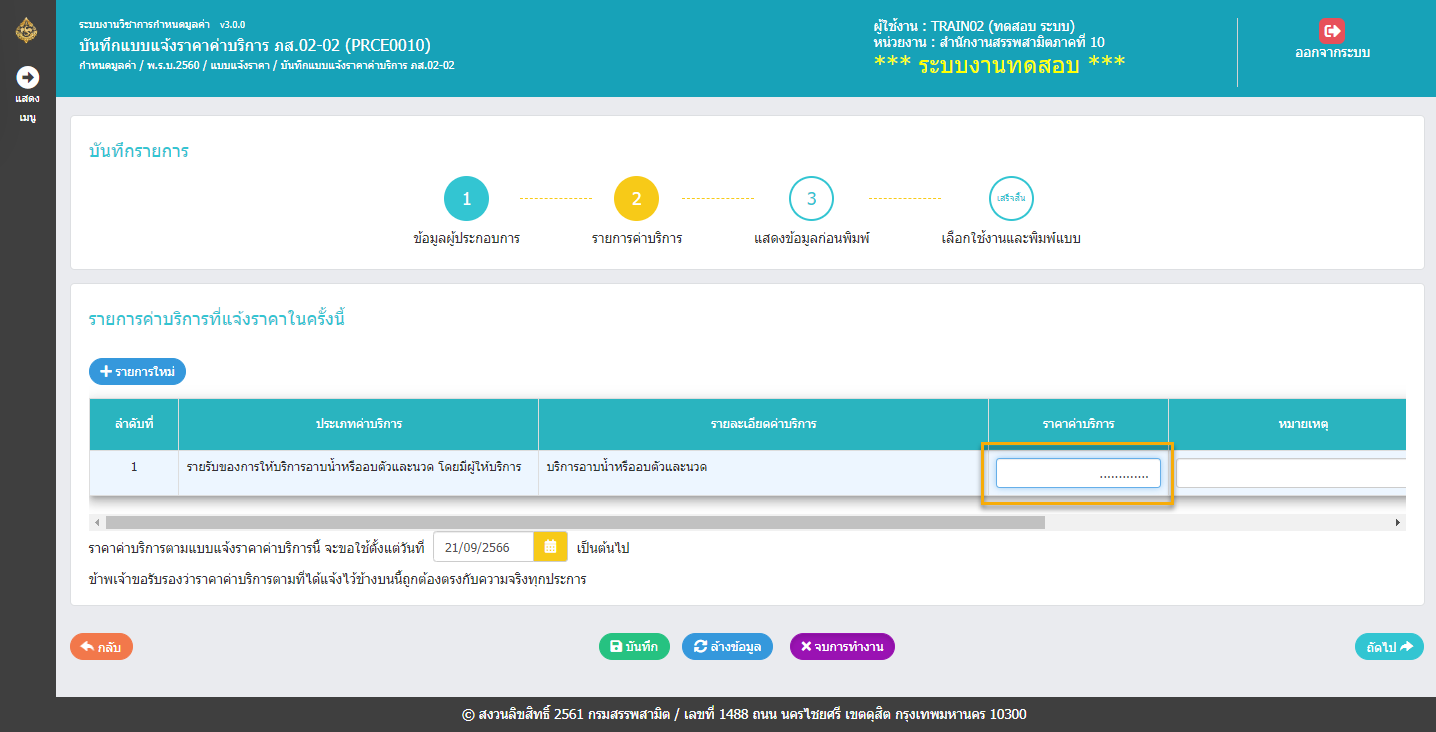 ระบบงานวิชาการกำหนดมูลค่า v3.0.0
บันทึกแบบแจ้งราคาค่าบริการ ภส.02-02 (PRCE0010)
กำหนดมูลค่า / พ.ร.บ.2560 / แบบแจ้งราคา / บันทึกแบบแจ้งราคาค่าบริการ ภส.02-02
ผู้ใช้งาน : TRAIN02 (ทดสอบ ระบบ)
หน่วยงาน : สำนักงานสรรพสามิตภาคที่ 10
*** ระบบงานทดสอบ ***
ออกจากระบบ
แสดง
เมนู
บันทึกรายการ
1
2
3
เสร็จสิ้น
ข้อมูลผู้ประกอบการ
รายการค่าบริการ
แสดงข้อมูลก่อนพิมพ์
เลือกใช้งานและพิมพ์แบบ
รายการค่าบริการที่แจ้งราคาในครั้งนี้
รายการใหม่
ลำดับที่ ประเภทค่าบริการ รายละเอียดค่าบริการ ราคาค่าบริการ หมายเหตุ
1 รายรับของการให้บริการอาบน้ำหรืออบตัวและนวด โดยมีผู้ให้บริการ บริการอาบน้ำหรืออบตัวและนวด .............
ราคาค่าบริการตามแบบแจ้งราคาค่าบริการนี้ จะขอใช้ตั้งแต่วันที่ 21/09/2566 เป็นต้นไป
ข้าพเจ้าขอรับรองว่าราคาค่าบริการตามที่ได้แจ้งไว้ข้างบนนี้ถูกต้องตรงกับความจริงทุกประการ
กลับ บันทึก ล้างข้อมูล จบการทำงาน ถัดไป
© สงวนลิขสิทธิ์ 2561 กรมสรรพสามิต / เลขที่ 1488 ถนน นครไชยศรี เขตดุสิต กรุงเทพมหานคร 10300